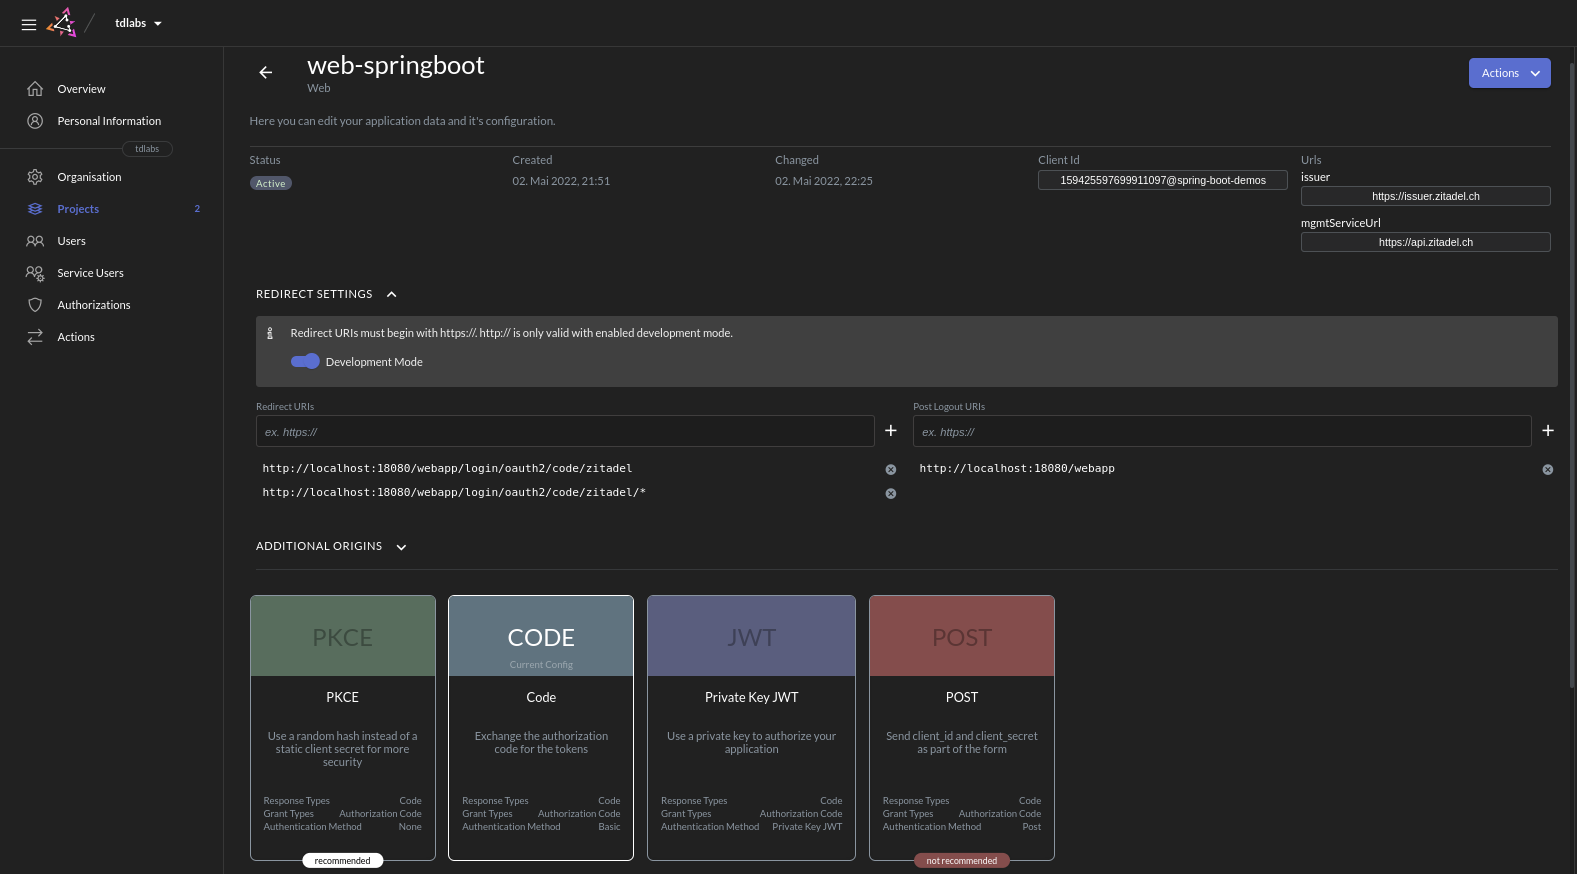 tdlabs
Overview
Personal Information
tdlabs
Organisation
Projects 2
Users
Service Users
Authorizations
Actions
web-springboot
Web
Actions
Here you can edit your application data and it's configuration.
Status
Active
Created
02. Mai 2022, 21:51
Changed
02. Mai 2022, 22:25
Client Id
159425597699911097@spring-boot-demos
Urls
issuer
https://issuer.zitadel.ch
mgmtServiceUrl
https://api.zitadel.ch
REDIRECT SETTINGS
Redirect URIs must begin with https://. http:// is only valid with enabled development mode.
Development Mode
Redirect URIs
ex. https://
http://localhost:18080/webapp/login/oauth2/code/zitadel
http://localhost:18080/webapp/login/oauth2/code/zitadel/*
Post Logout URIs
ex. https://
http://localhost:18080/webapp
ADDITIONAL ORIGINS
PKCE
PKCE
Use a random hash instead of a
static client secret for more
security
Response Types Code
Grant Types Authorization Code
Authentication Method None
recommended
CODE
Current Config
Code
Exchange the authorization
code for the tokens
Response Types Code
Grant Types Authorization Code
Authentication Method Basic
JWT
Private Key JWT
Use a private key to authorize your
application
Response Types Code
Grant Types Authorization Code
Authentication Method Private Key JWT
POST
POST
Send client_id and client_secret
as part of the form
Response Types Code
Grant Types Authorization Code
Authentication Method Post
not recommended